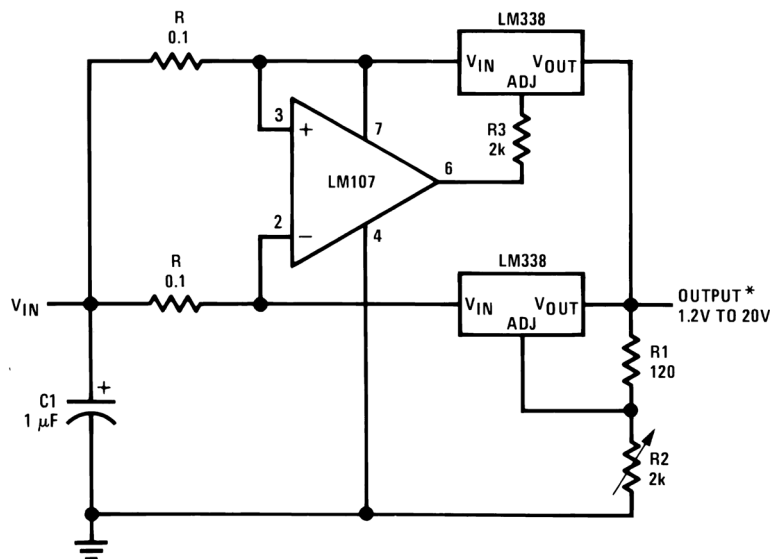 R
0.1
LM338
VIN
VOUT
ADJ
3
+
7
R3
2k
LM107
6
2
−
4
R
0.1
LM338
VIN
VIN
VOUT
ADJ
OUTPUT *
1.2V TO 20V
R1
120
C1
1 μF
+
R2
2k